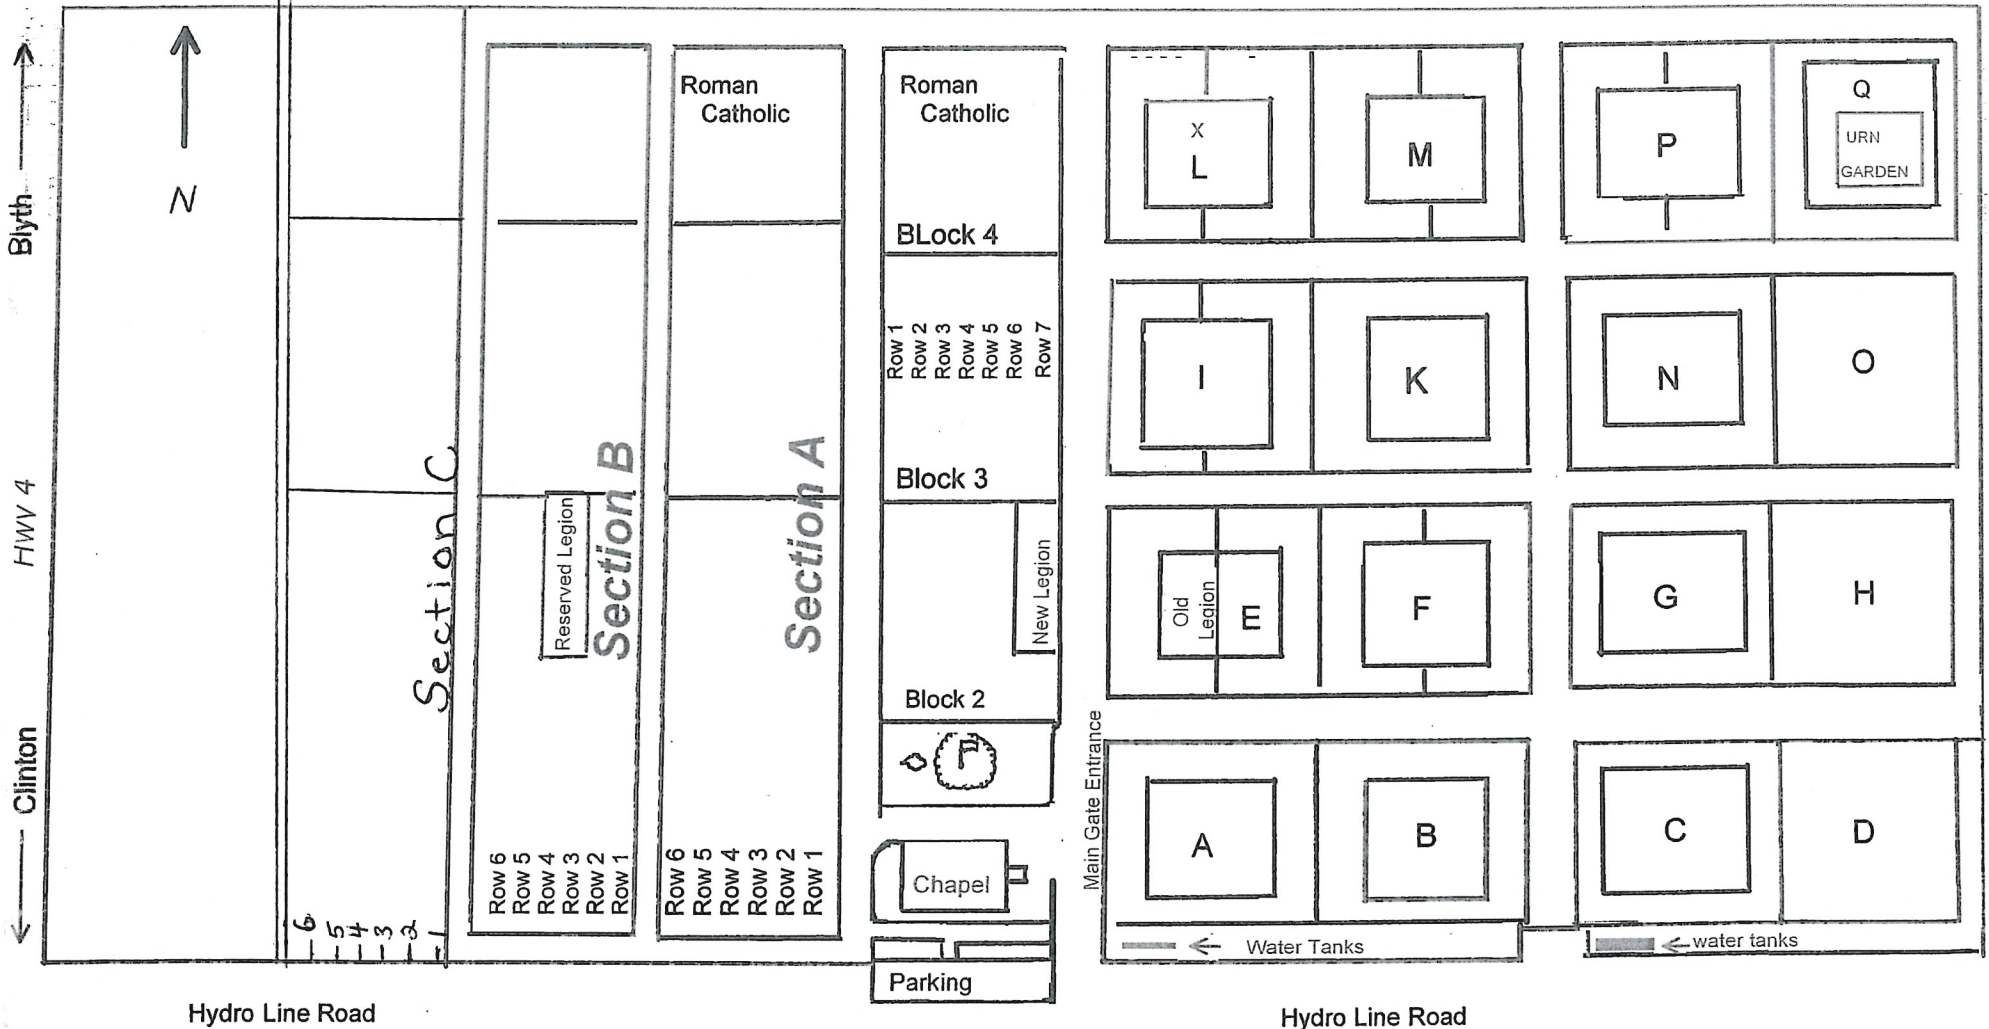 Blyth
HWV 4
Clinton
N
Section C
6 5 4 3 2 1
Reserved Legion
Section B
Row 6
Row 5
Row 4
Row 3
Row 2
Row 1
Roman
Catholic
Section A
Row 6
Row 5
Row 4
Row 3
Row 2
Row 1
Roman
Catholic
BLock 4
Row 1
Row 2
Row 3
Row 4
Row 5
Row 6
Row 7
Block 3
New Legion
Block 2
Chapel
Parking
Main Gate Entrance
X
L
M
P
Q
URN
GARDEN
I
K
N
O
Old
Legion
E
F
G
H
A
B
C
D
Water Tanks
water tanks
Hydro Line Road
Hydro Line Road